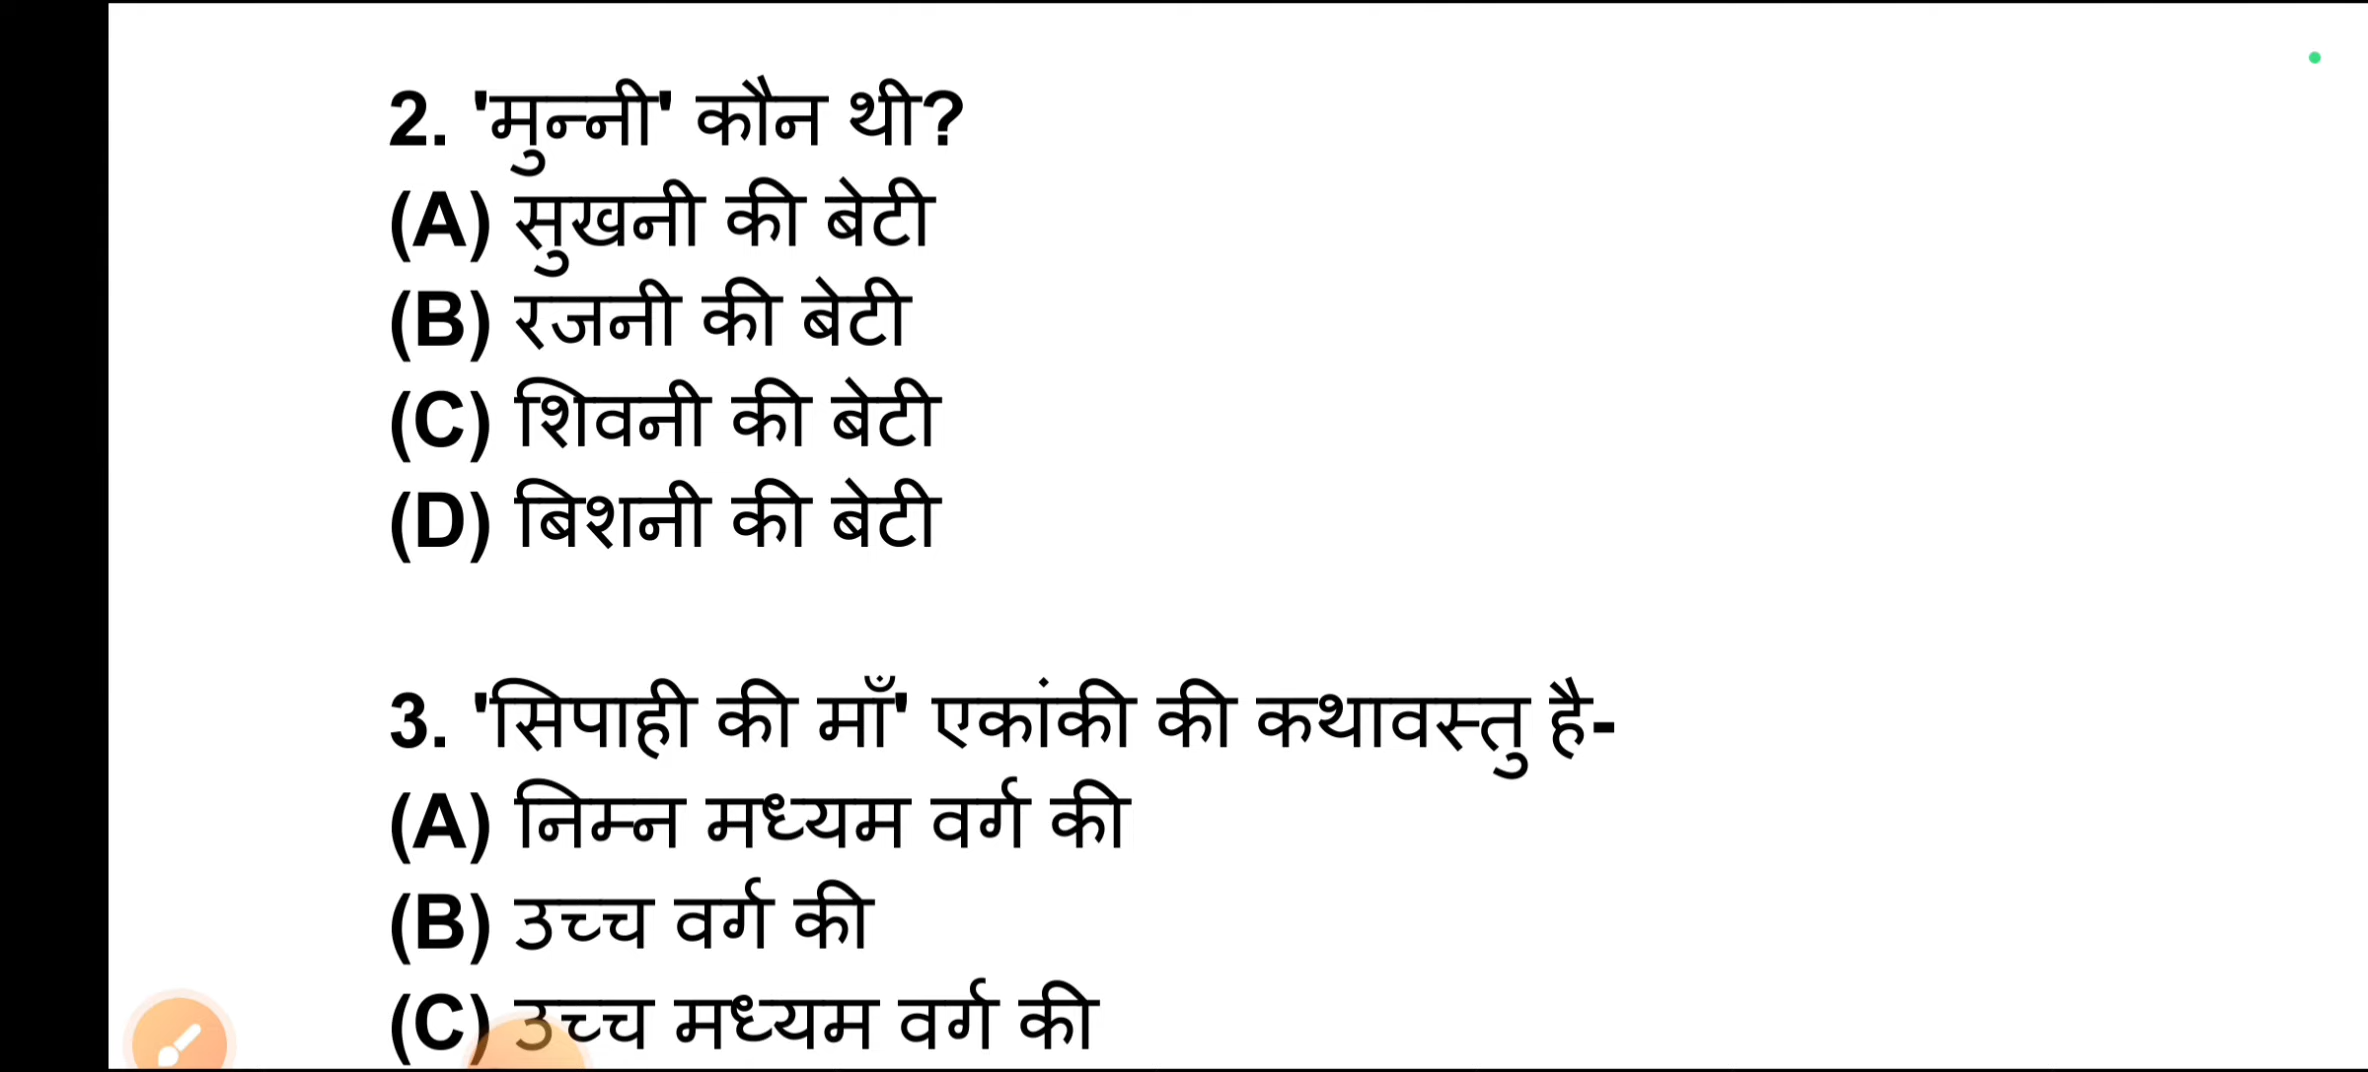 2. 'मुन्नी' कौन थी?
(A) सुखनी की बेटी
(B) रजनी की बेटी
(C) शिवनी की बेटी
(D) बिशनी की बेटी
3. 'सिपाही की माँ' एकांकी की कथावस्तु है-
(A) निम्न मध्यम वर्ग की
(B) उच्च वर्ग की
(C) उच्च मध्यम वर्ग की